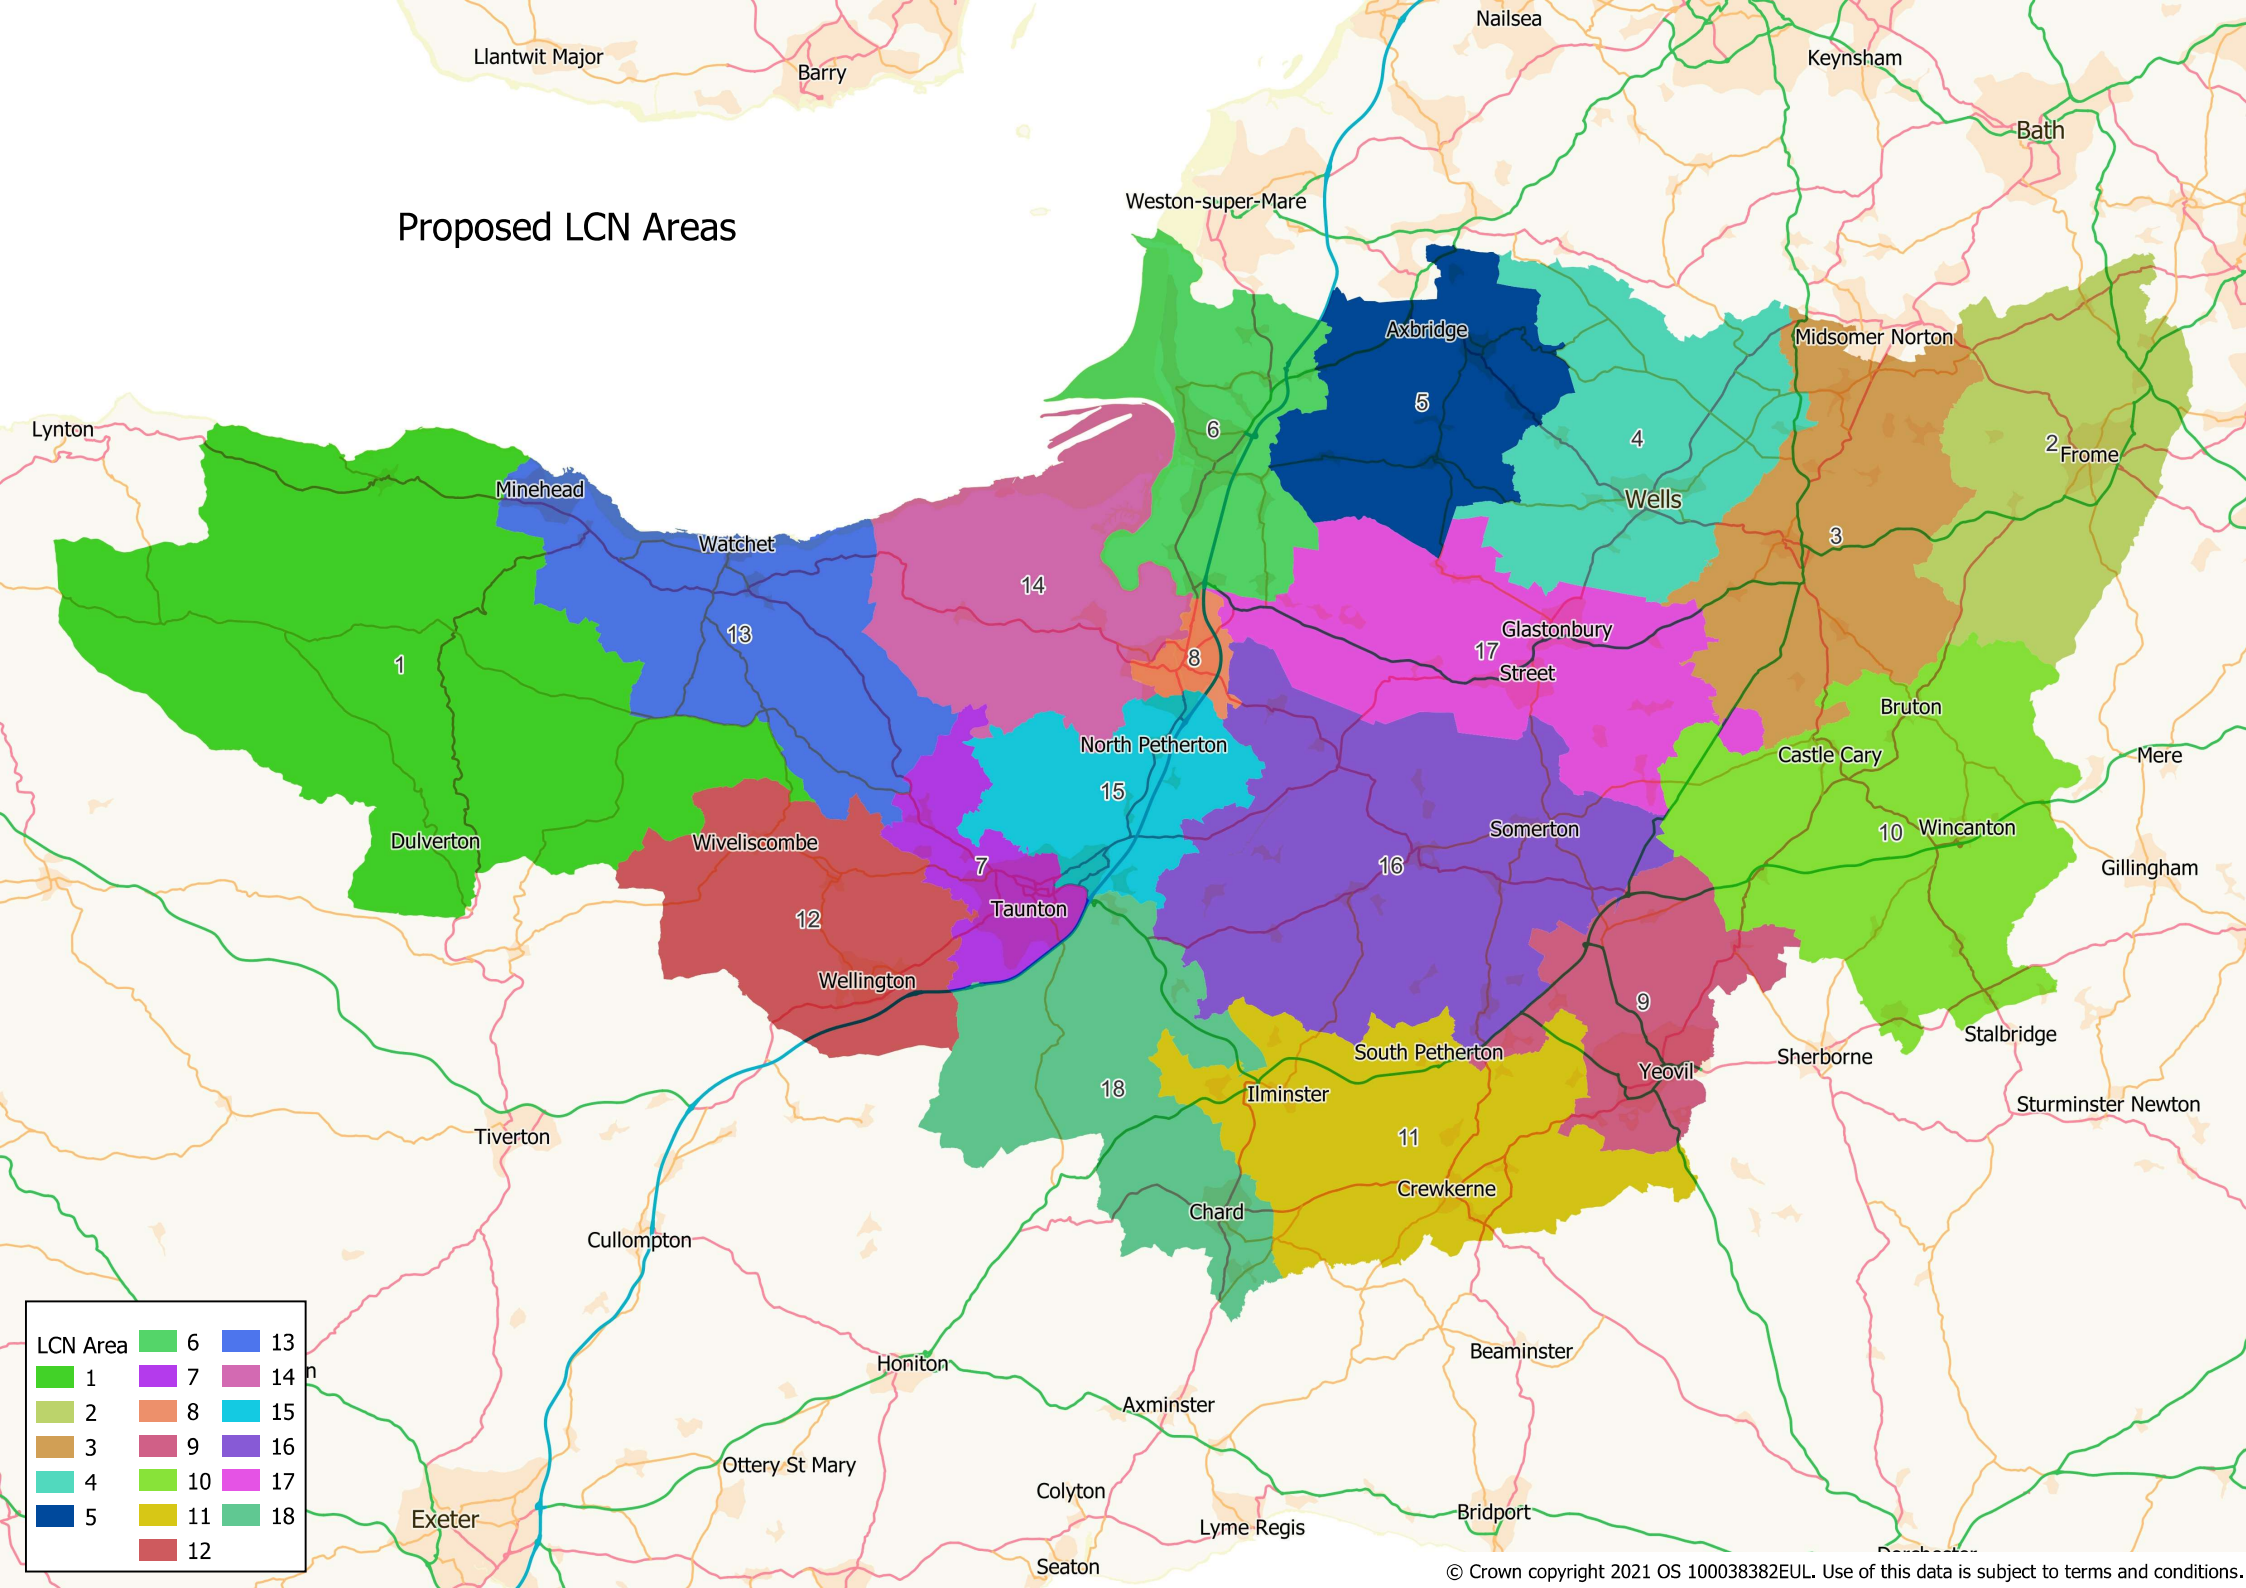 Nailsea
Llantwit Major
Keynsham
Barry
Bath
Weston-super-Mare
Proposed LCN Areas
Axbridge
Midsomer Norton
5
Lynton
6
4
2
Frome
Minehead
Wells
3
Watchet
14
13
Glastonbury
17
8
1
Street
Bruton
North Petherton
Castle Cary
Mere
15
Somerton
Wincanton
10
Dulverton
Wiveliscombe
7
16
Gillingham
Taunton
12
Wellington
9
Stalbridge
South Petherton
Sherborne
Yeovil
18
Ilminster
Sturminster Newton
Tiverton
11
Crewkerne
Chard
Cullompton
Beaminster
Honiton
Axminster
Ottery St Mary
Colyton
Bridport
Exeter
Lyme Regis
Seaton
LCN Area
1
2
3
4
5
6
7
8
9
10
11
12
13
14
15
16
17
18
n
© Crown copyright 2021 OS 100038382EUL. Use of this data is subject to terms and conditions.